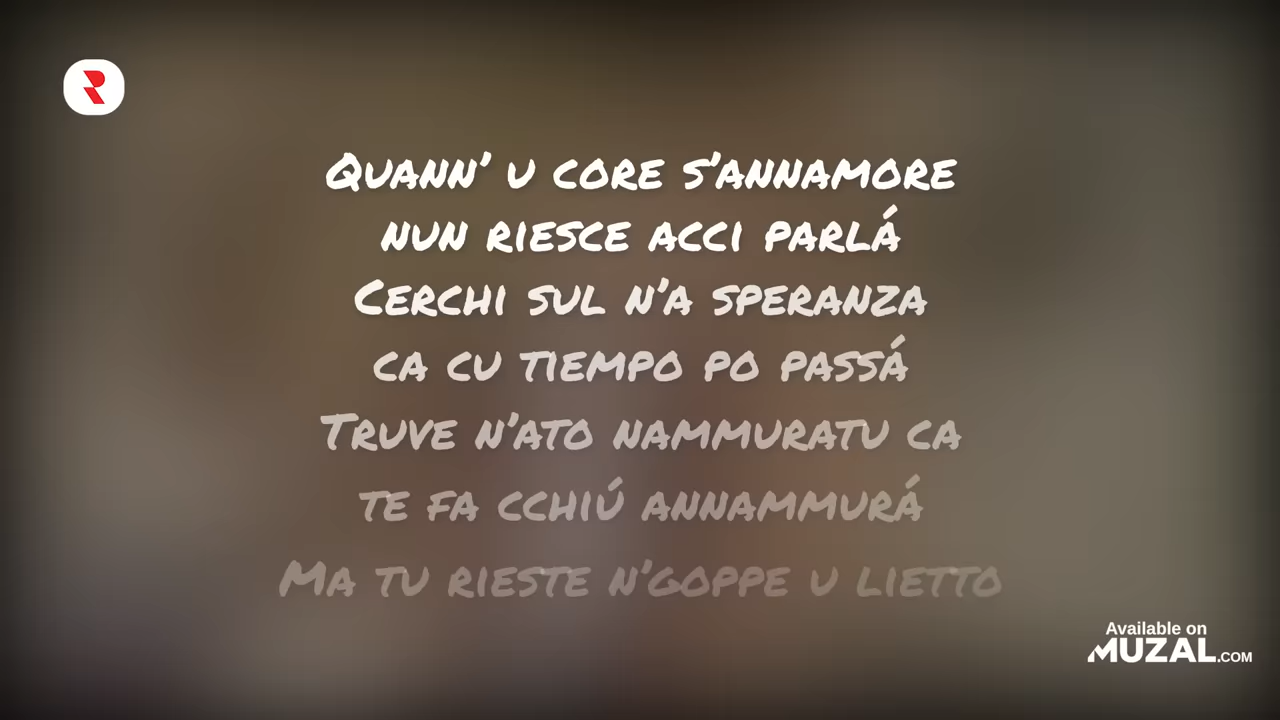 Quann' u core s'annamore
nun riesce acci parlá
Cerchi sul n'a speranza
ca cu tiempo po passá
Truve n'ato nammuratu ca
te fa cchiú annammurá
Ma tu rieste n'goppe u lietto
Available on
MUZAL.COM